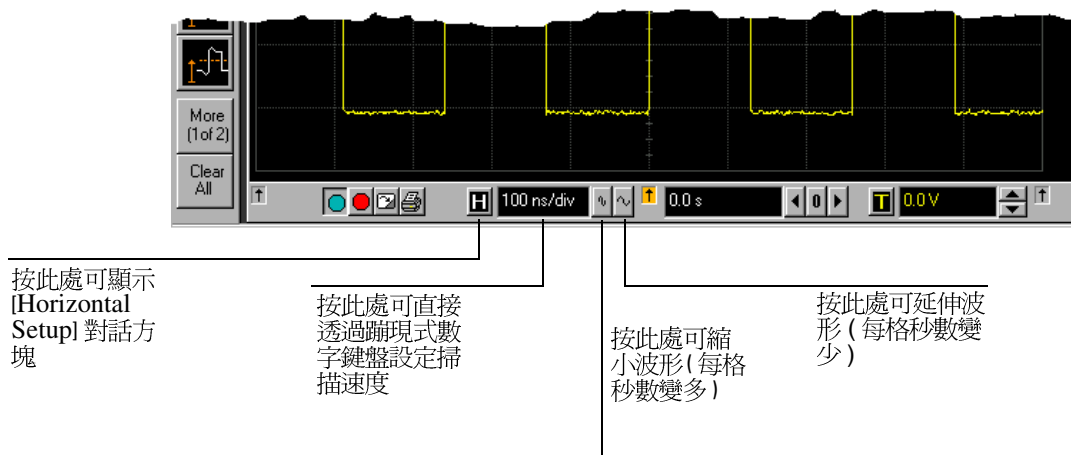 More
(1of 2)
Clear
All
H
100 ns/div
0.0 s
0
T
0.0 V
按此處可顯示
[Horizontal
Setup] 對話方
塊
按此處可直接
透過蹦現式數
字鍵盤設定掃
描速度
按此處可縮
小波形(每格
秒數變多)
按此處可延伸波
形(每格秒數變
少)